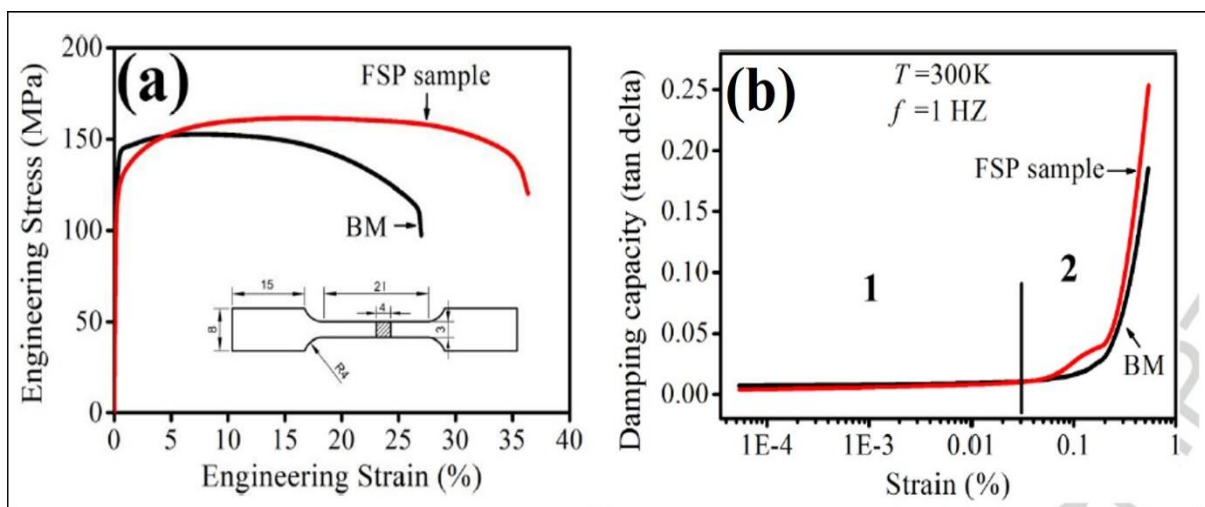 (a)
Engineering Stress (MPa)
200
150
100
50
0
FSP sample
BM
15
21
4
8
3
R4
0 5 10 15 20 25 30 35 40
Engineering Strain (%)
(b)
Damping capacity (tan delta)
0.25
0.20
0.15
0.10
0.05
0.00
T=300K
f=1 HZ
FSP sample
1
2
BM
1E-4 1E-3 0.01 0.1 1
Strain (%)